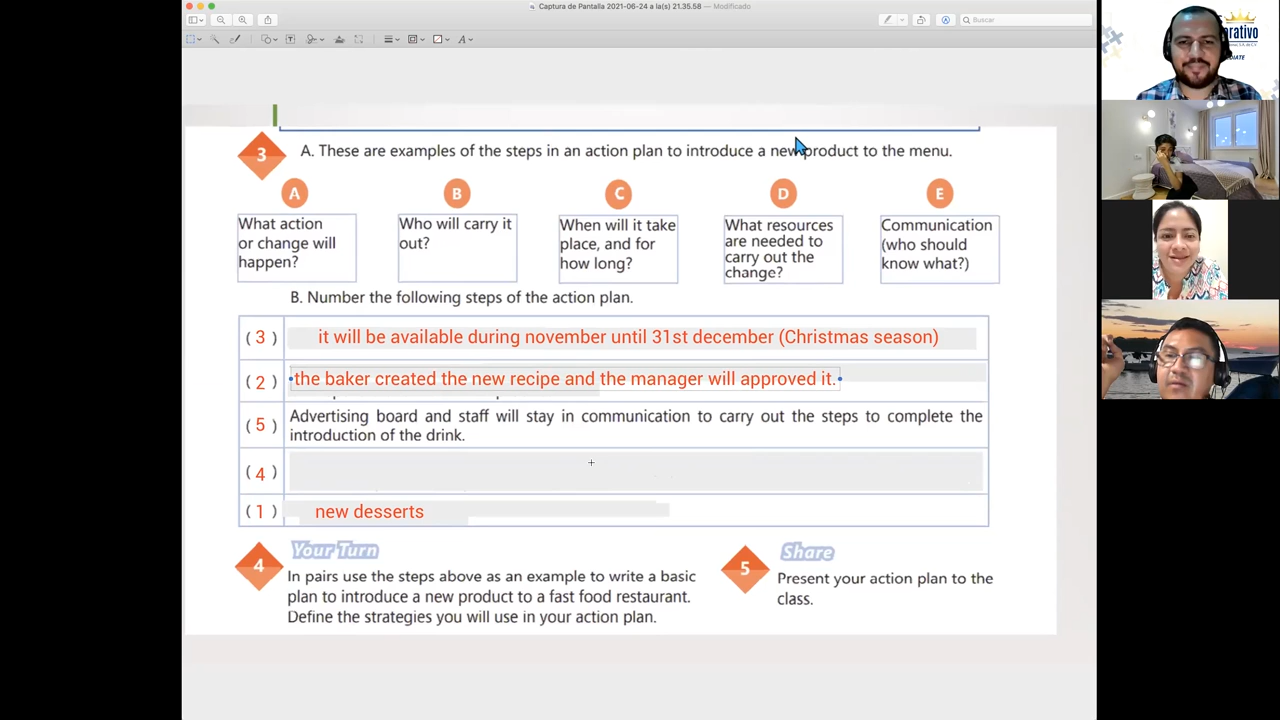 Captura de Pantalla 2021-06-24 a la(s) 21.35.58 — Modificado
Buscar
3
A. These are examples of the steps in an action plan to introduce a new product to the menu.
A
B
C
D
E
What action
or change will
happen?
Who will carry it
out?
When will it take
place, and for
how long?
What resources
are needed to
carry out the
change?
Communication
(who should
know what?)
B. Number the following steps of the action plan.
( 3 ) it will be available during november until 31st december (Christmas season)
( 2 ) the baker created the new recipe and the manager will approved it.
( 5 ) Advertising board and staff will stay in communication to carry out the steps to complete the
introduction of the drink.
( 4 )
( 1 ) new desserts
4
Your Turn
In pairs use the steps above as an example to write a basic
plan to introduce a new product to a fast food restaurant.
Define the strategies you will use in your action plan.
5
Share
Present your action plan to the
class.